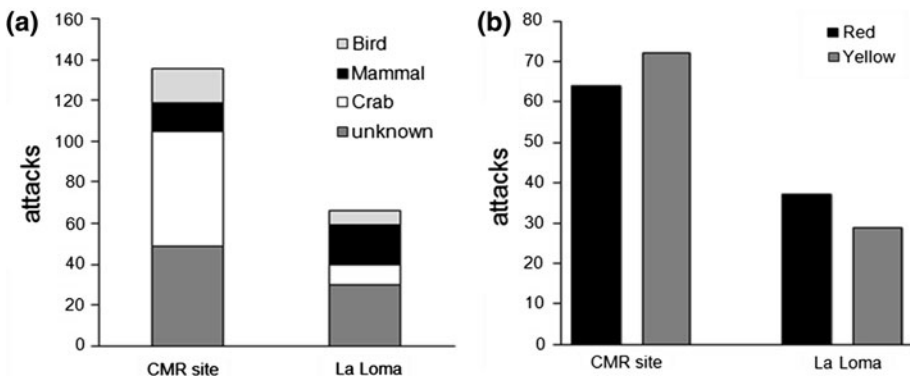 (a)
160
140
120
100
80
60
40
20
0
attacks
Bird
Mammal
Crab
unknown
CMR site
La Loma
(b)
80
70
60
50
40
30
20
10
0
attacks
Red
Yellow
CMR site
La Loma